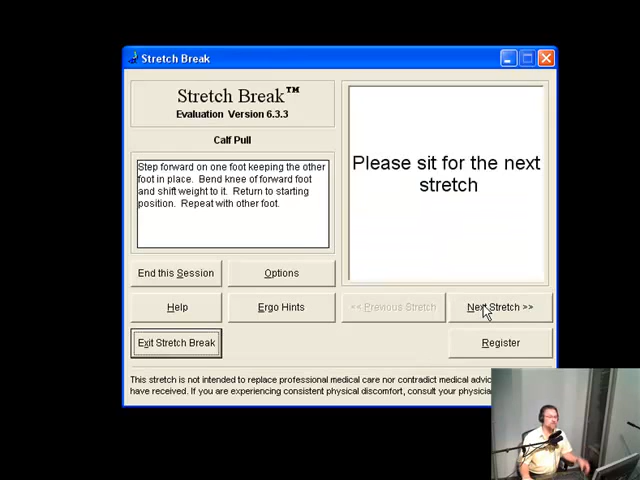 Stretch Break
Stretch Break™
Evaluation Version 6.3.3
Calf Pull
Step forward on one foot keeping the other
foot in place. Bend knee of forward foot
and shift weight to it. Return to starting
position. Repeat with other foot.
Please sit for the next
stretch
End this Session
Options
Help
Ergo Hints
<< Previous Stretch
Next Stretch >>
Exit Stretch Break
Register
This stretch is not intended to replace professional medical care nor contradict medical
have received. If you are experiencing consistent physical discomfort, consult your